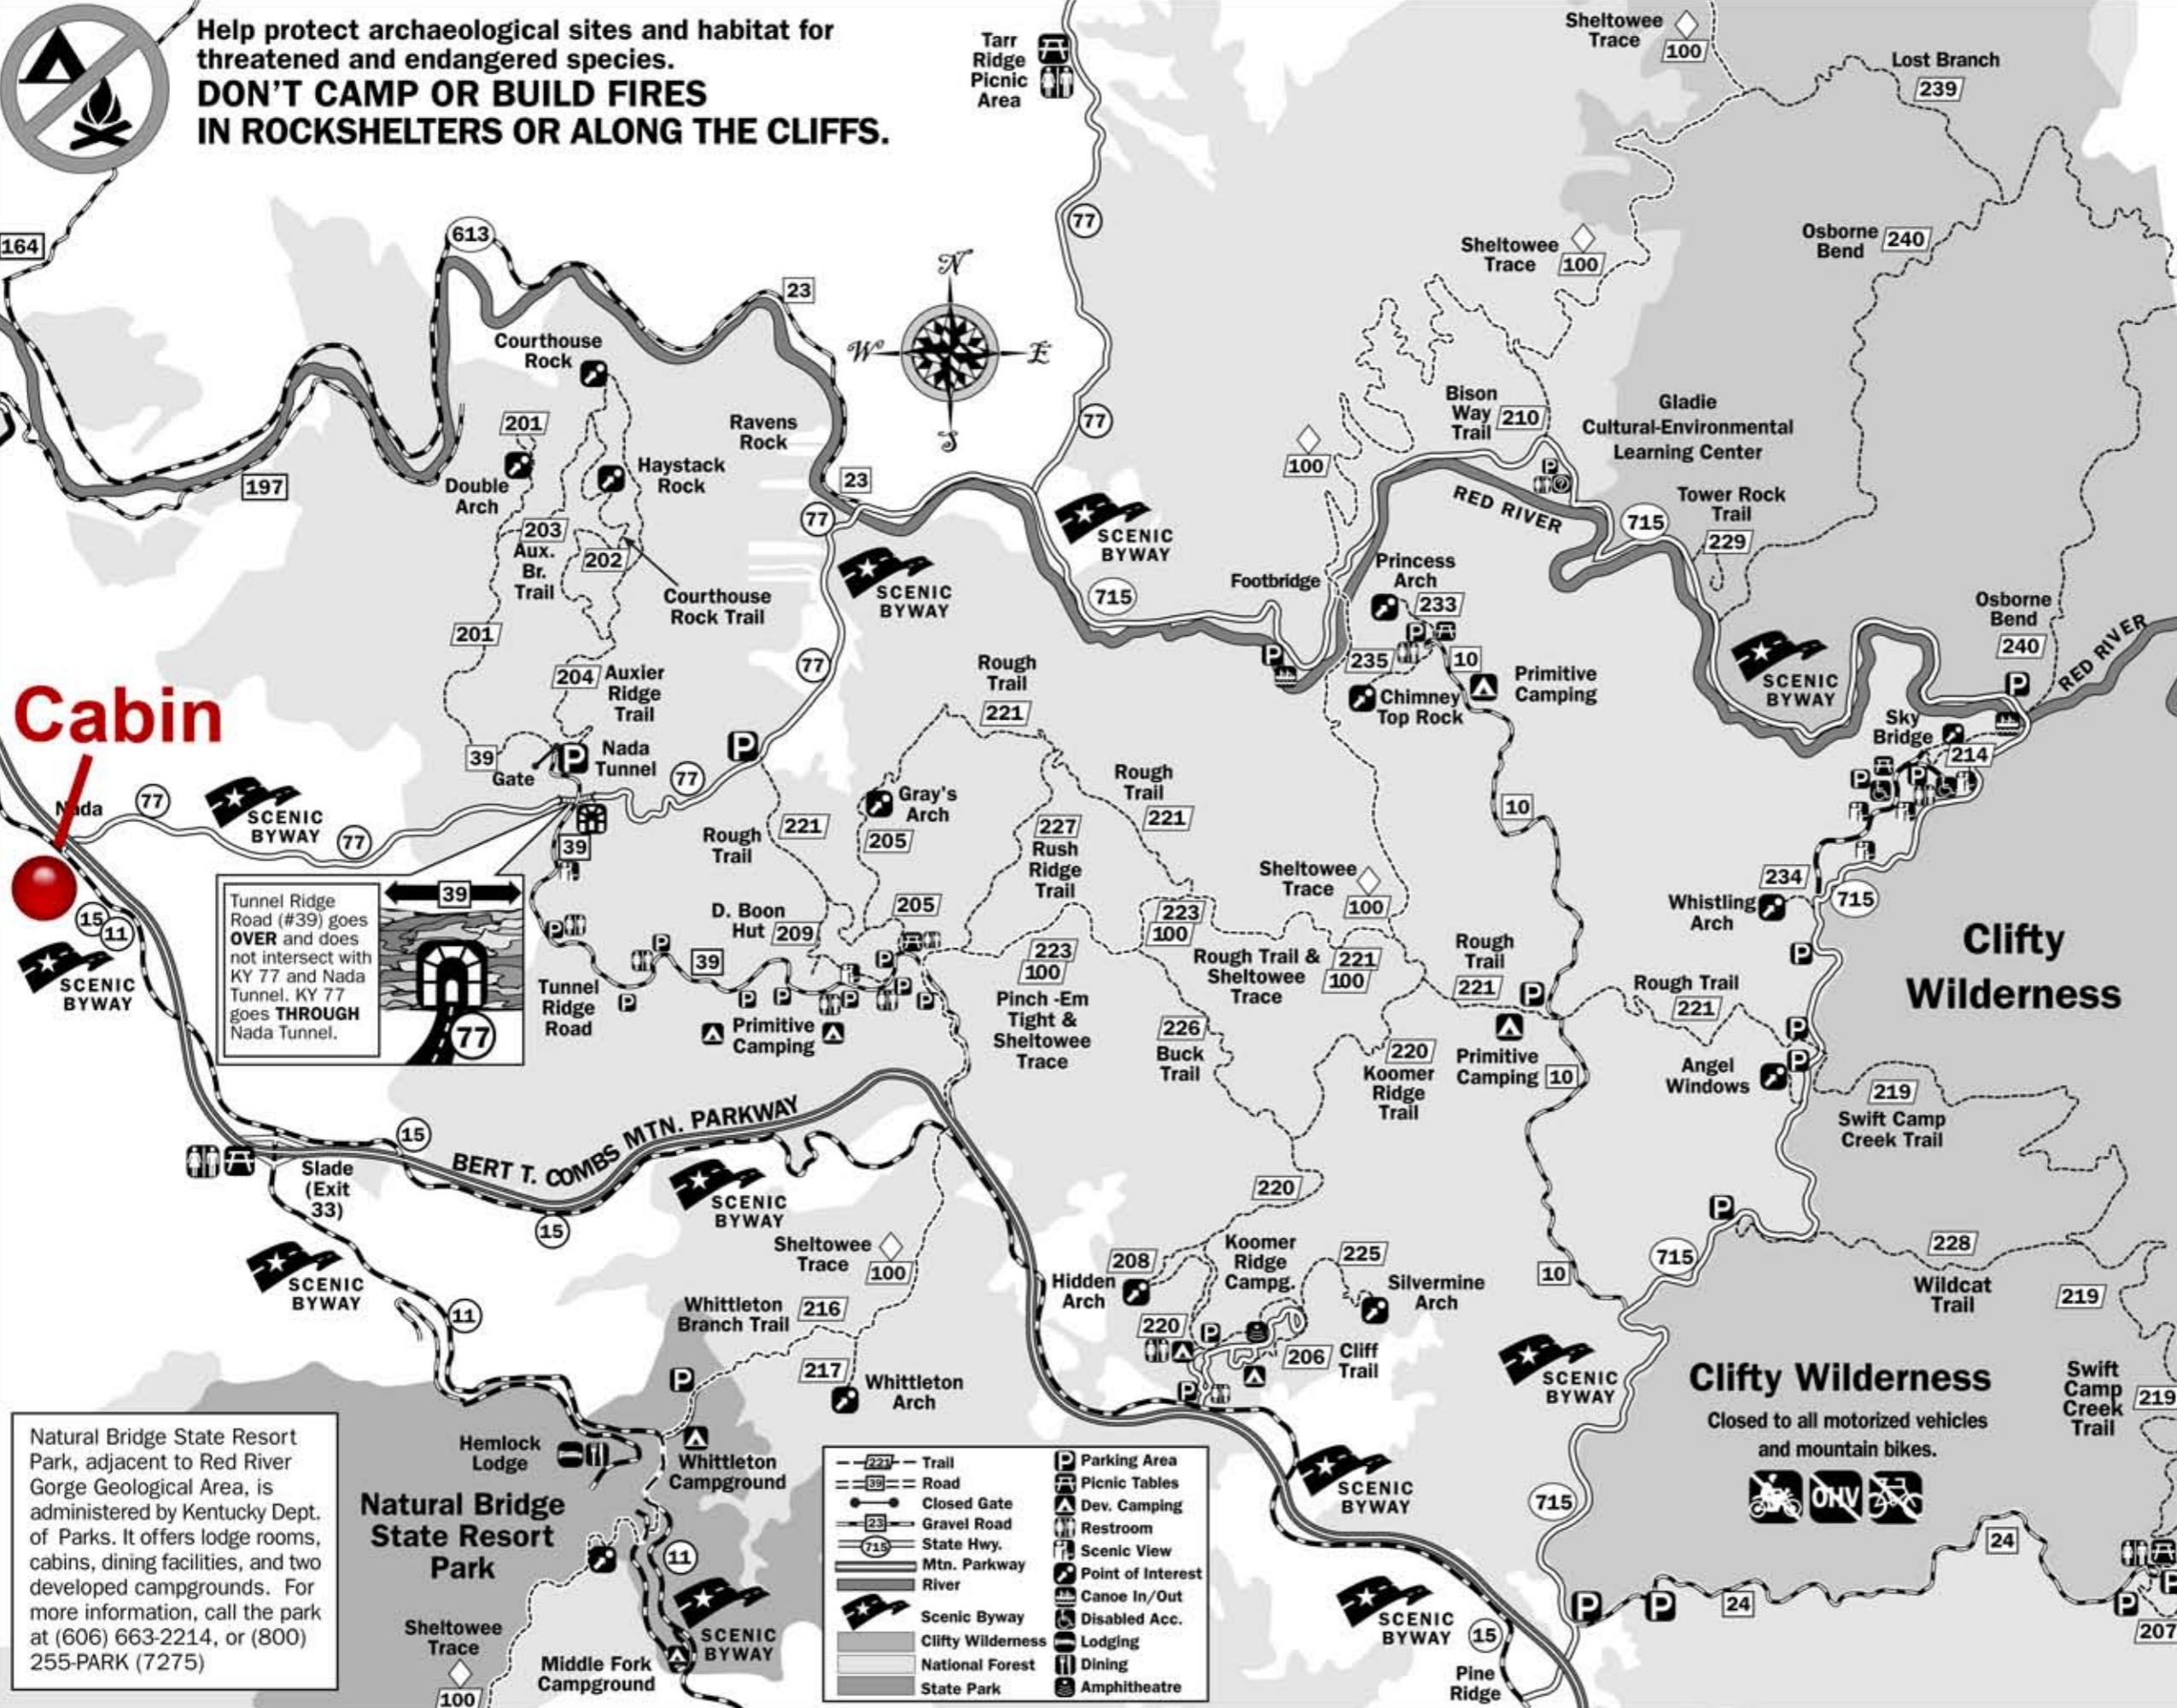 Help protect archaeological sites and habitat for
threatened and endangered species.
DON'T CAMP OR BUILD FIRES
IN ROCKSHELTERS OR ALONG THE CLIFFS.
Tarr
Ridge
Picnic
Area
77
Sheltowee
Trace
100
Lost Branch
239
164
613
23
N
W
E
S
77
Sheltowee
Trace
100
Osborne
Bend
240
Courthouse
Rock
201
Double
Arch
197
Haystack
Rock
Ravens
Rock
23
77
77
Bison
Way
Trail
210
Gladie
Cultural-Environmental
Learning Center
100
RED RIVER
Tower Rock
Trail
229
715
203
Aux.
Br.
Trail
202
Courthouse
Rock Trail
SCENIC
BYWAY
SCENIC
BYWAY
715
Footbridge
Princess
Arch
233
235
10
Chimney
Top Rock
Primitive
Camping
Osborne
Bend
240
RED RIVER
SCENIC
BYWAY
Sky
Bridge
214
201
204
Auxier
Ridge
Trail
77
39
Gate
Nada
Tunnel
77
Rough
Trail
221
Cabin
Nada
77
SCENIC
BYWAY
77
39
Rough
Trail
221
Gray's
Arch
205
227
Rush
Ridge
Trail
Rough
Trail
221
10
Sheltowee
Trace
100
234
Whistling
Arch
715
Clifty
Wilderness
15
11
SCENIC
BYWAY
Tunnel Ridge
Road (#39) goes
OVER and does
not intersect with
KY 77 and Nada
Tunnel. KY 77
goes THROUGH
Nada Tunnel.
39
77
Tunnel
Ridge
Road
39
D. Boon
Hut
209
205
Primitive
Camping
223
100
Pinch -Em
Tight &
Sheltowee
Trace
223
100
Rough Trail &
Sheltowee
Trace
221
100
Rough
Trail
221
Rough Trail
221
226
Buck
Trail
220
Koomer
Ridge
Trail
Primitive
Camping
10
Angel
Windows
219
Swift Camp
Creek Trail
15
BERT T. COMBS MTN. PARKWAY
Slade
(Exit
33)
15
SCENIC
BYWAY
SCENIC
BYWAY
Sheltowee
Trace
100
11
220
208
Hidden
Arch
Koomer
Ridge
Campg.
225
Silvermine
Arch
220
206
Cliff
Trail
10
715
228
Wildcat
Trail
219
Whittleton
Branch Trail
216
217
Whittleton
Arch
SCENIC
BYWAY
Clifty Wilderness
Closed to all motorized vehicles
and mountain bikes.
OHV
Swift
Camp
Creek
Trail
219
Natural Bridge State Resort
Park, adjacent to Red River
Gorge Geological Area, is
administered by Kentucky Dept.
of Parks. It offers lodge rooms,
cabins, dining facilities, and two
developed campgrounds. For
more information, call the park
at (606) 663-2214, or (800)
255-PARK (7275)
Hemlock
Lodge
Whittleton
Campground
Natural Bridge
State Resort
Park
11
SCENIC
BYWAY
Sheltowee
Trace
100
Middle Fork
Campground
221 Trail
39 Road
Closed Gate
23 Gravel Road
715 State Hwy.
Mtn. Parkway
River
Scenic Byway
Clifty Wilderness
National Forest
State Park
P Parking Area
Picnic Tables
Dev. Camping
Restroom
Scenic View
Point of Interest
Canoe In/Out
Disabled Acc.
Lodging
Dining
Amphitheatre
SCENIC
BYWAY
SCENIC
BYWAY
15
Pine
Ridge
715
24
24
207